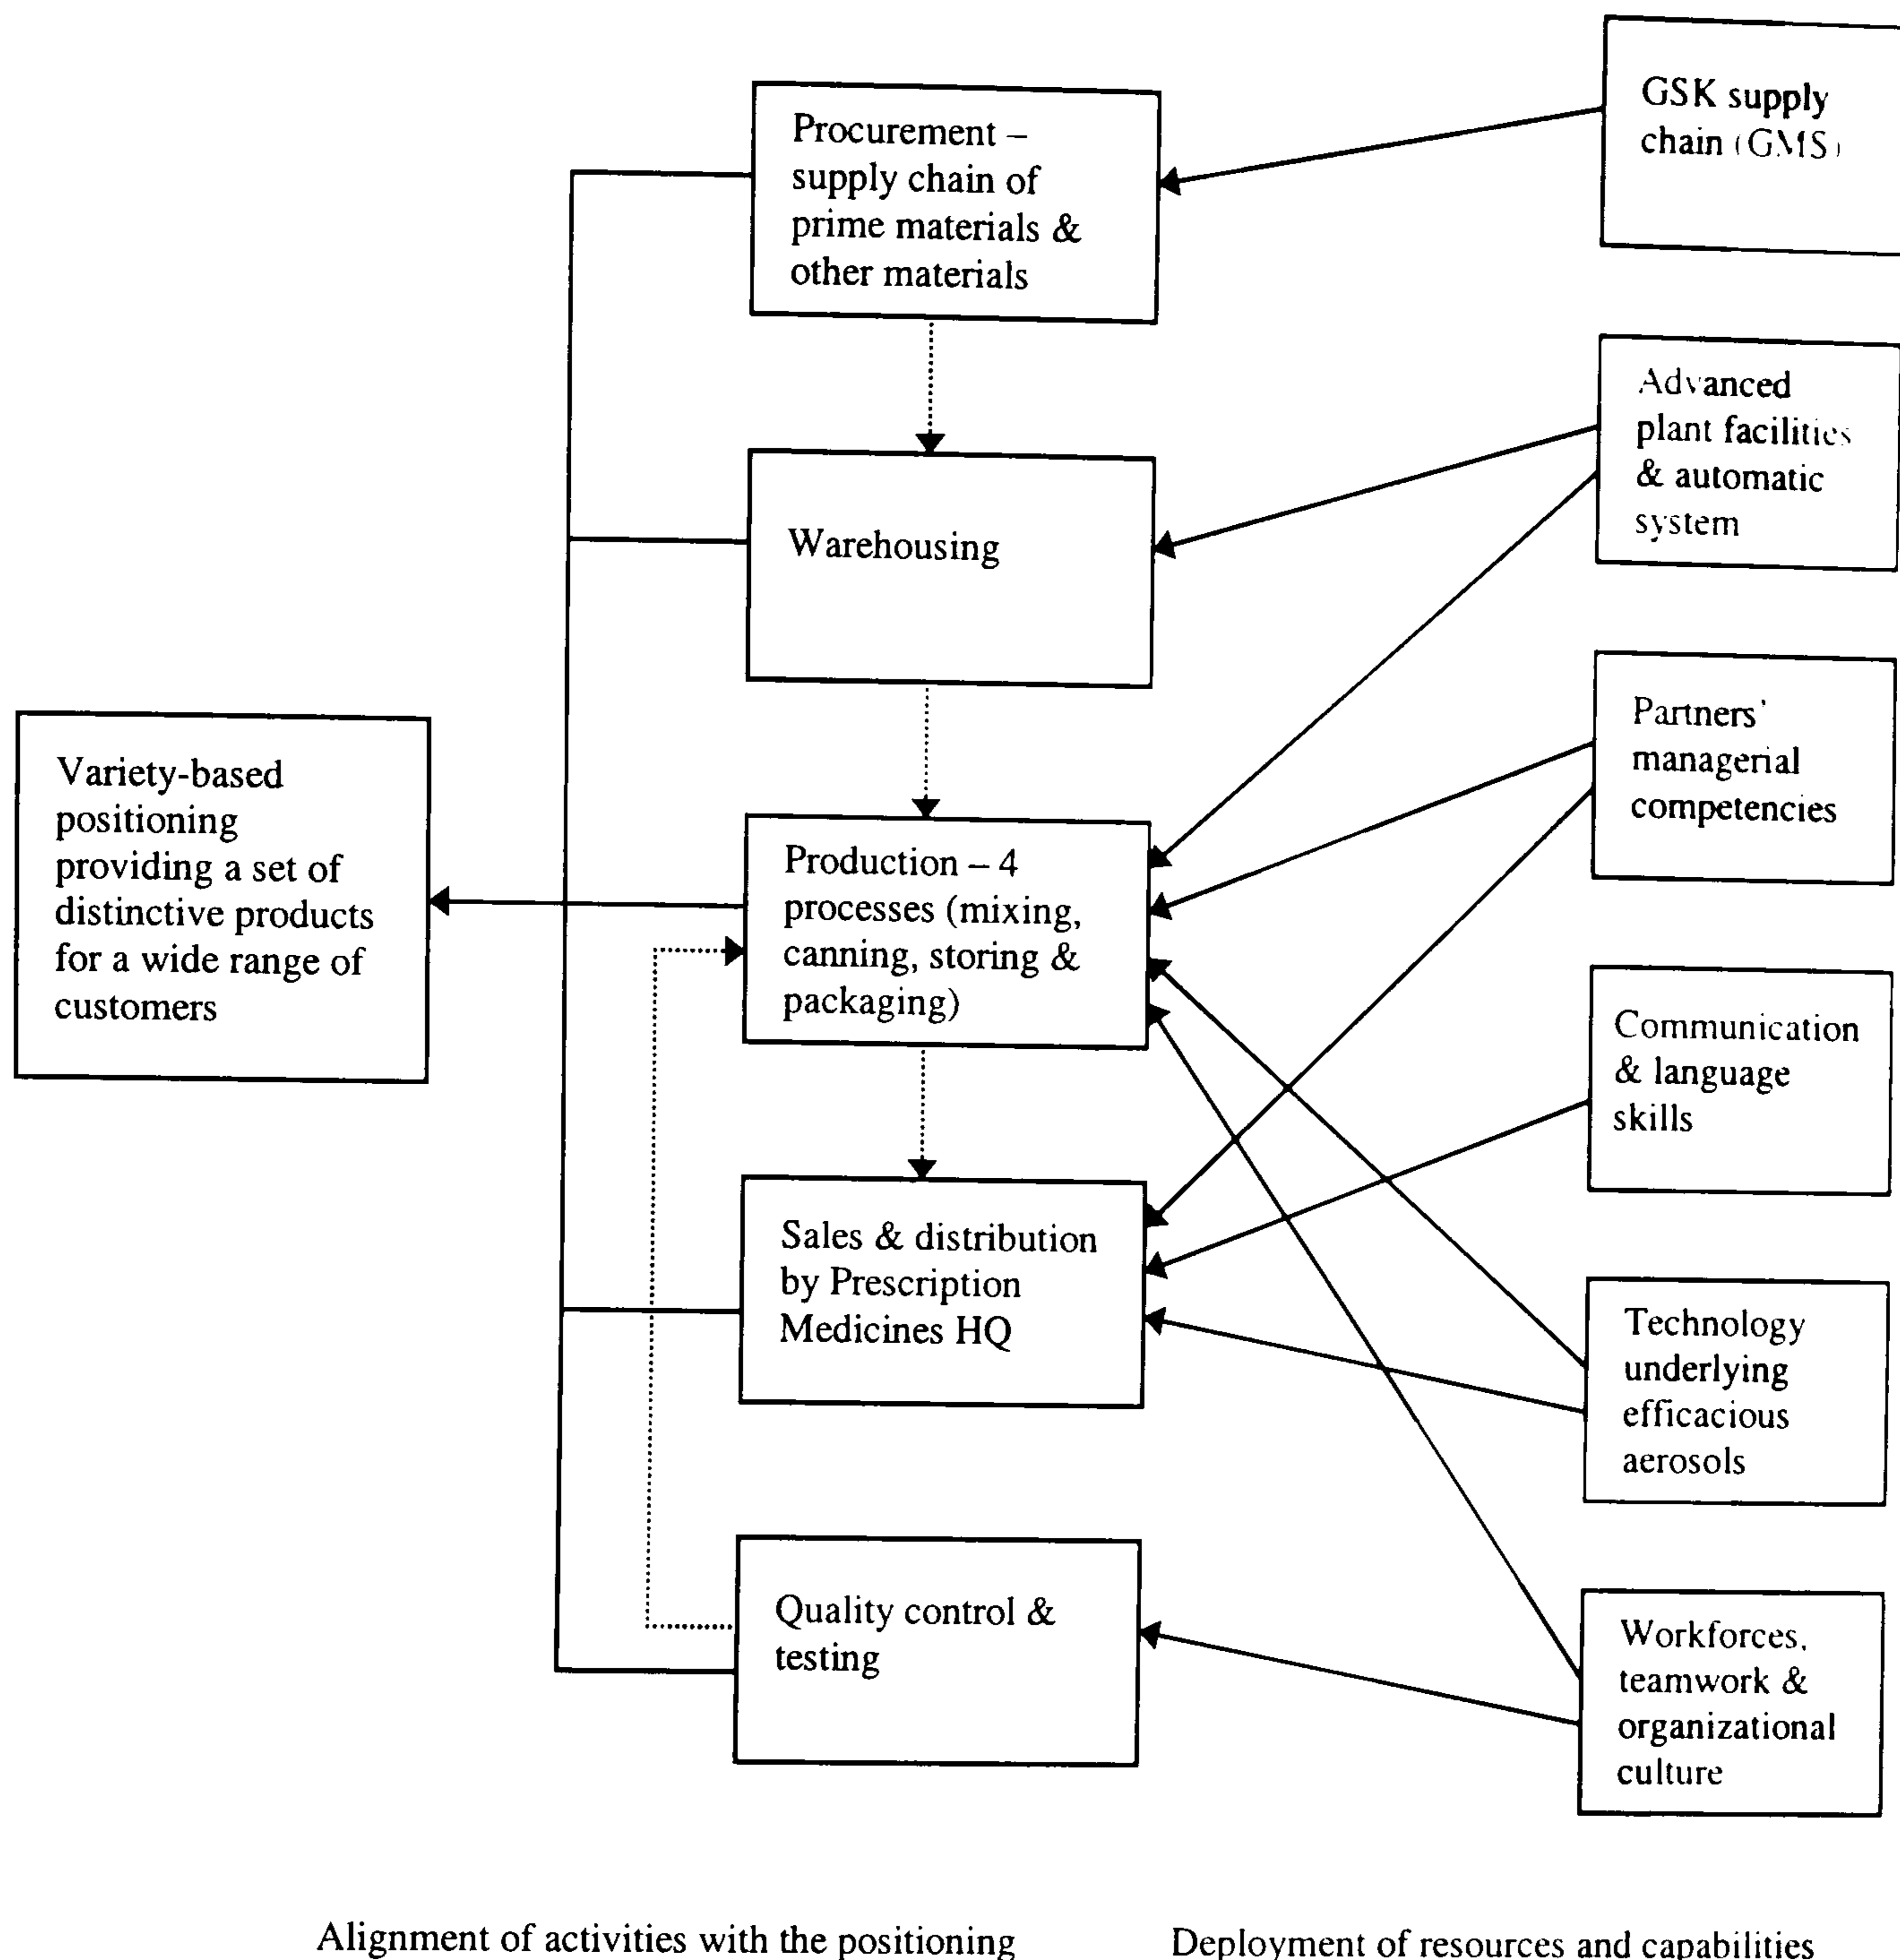 Procurement –
supply chain of
prime materials &
other materials
GSK supply
chain (GMS)
Advanced
plant facilities
& automatic
system
Warehousing
Partners'
managerial
competencies
Variety-based
positioning
providing a set of
distinctive products
for a wide range of
customers
Production – 4
processes (mixing,
canning, storing &
packaging)
Communication
& language
skills
Sales & distribution
by Prescription
Medicines HQ
Technology
underlying
efficacious
aerosols
Quality control &
testing
Workforces,
teamwork &
organizational
culture
Alignment of activities with the positioning
Deployment of resources and capabilities